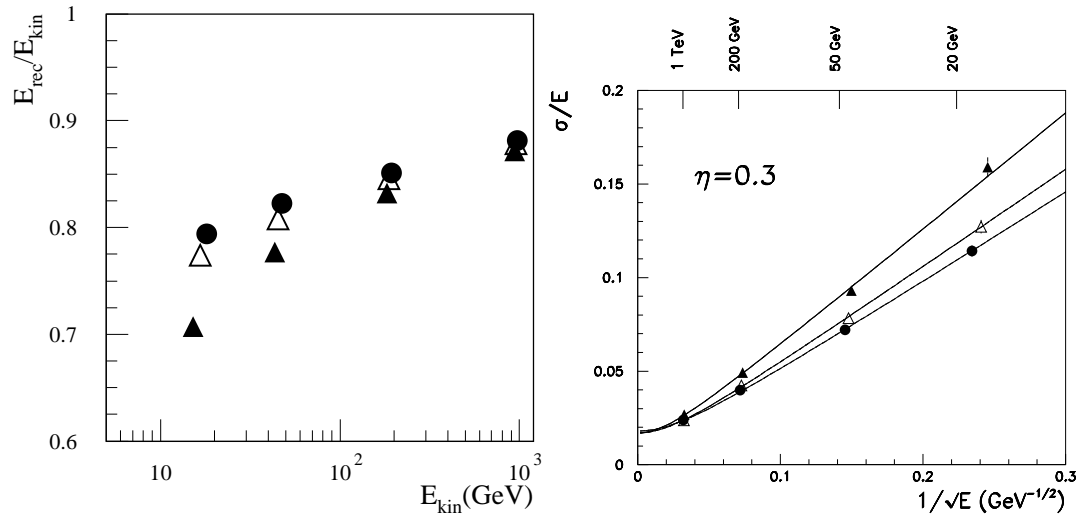 E_rec/E_kin
1
0.9
0.8
0.7
0.6
10
10^2
10^3
E_kin(GeV)
1 TeV
200 GeV
50 GeV
20 GeV
σ/E
η=0.3
0.2
0.15
0.1
0.05
0
0
0.1
0.2
0.3
1/√E (GeV^-1/2)